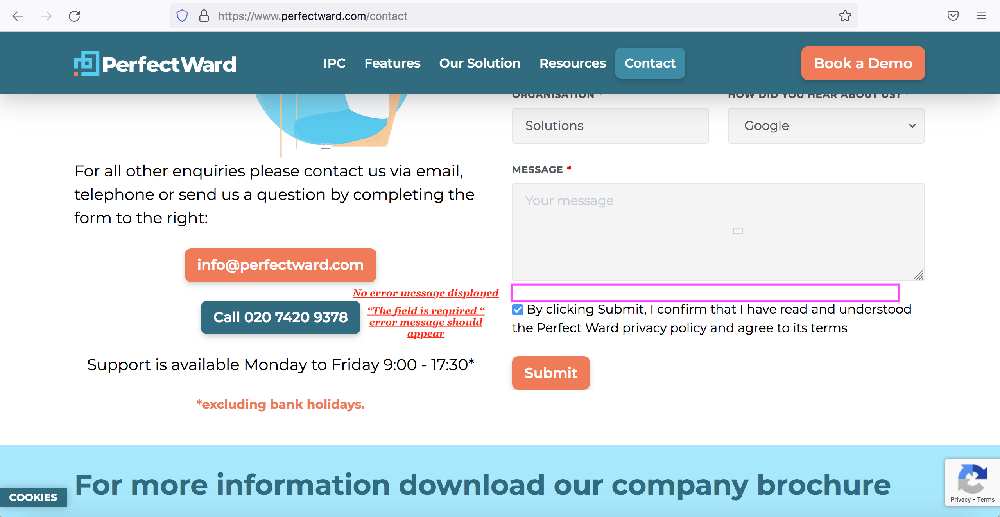 https://www.perfectward.com/contact
PerfectWard
IPC
Features
Our Solution
Resources
Contact
Book a Demo
ORGANISATION *
HOW DID YOU HEAR ABOUT US? *
Solutions
Google
For all other enquiries please contact us via email,
telephone or send us a question by completing the
form to the right:
info@perfectward.com
Call 020 7420 9378
Support is available Monday to Friday 9:00 - 17:30*
*excluding bank holidays.
MESSAGE *
Your message
No error message displayed
“The field is required “
error message should
appear
By clicking Submit, I confirm that I have read and understood
the Perfect Ward privacy policy and agree to its terms
Submit
For more information download our company brochure
COOKIES
Privacy - Terms